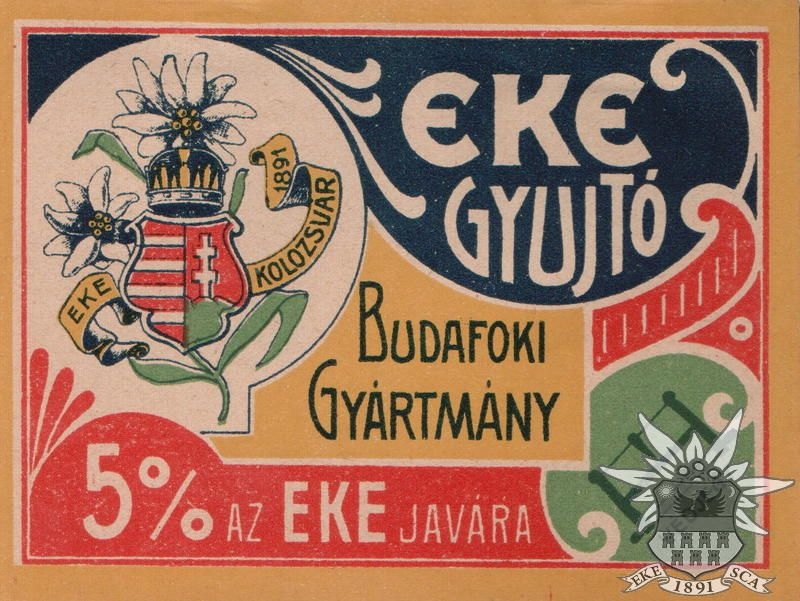 EKE
GYUJTÓ
1891
KOLOZSVÁR
EKE
BUDAFOKI
GYÁRTMÁNY
5% AZ EKE JAVÁRA
EKE 1891 SCA